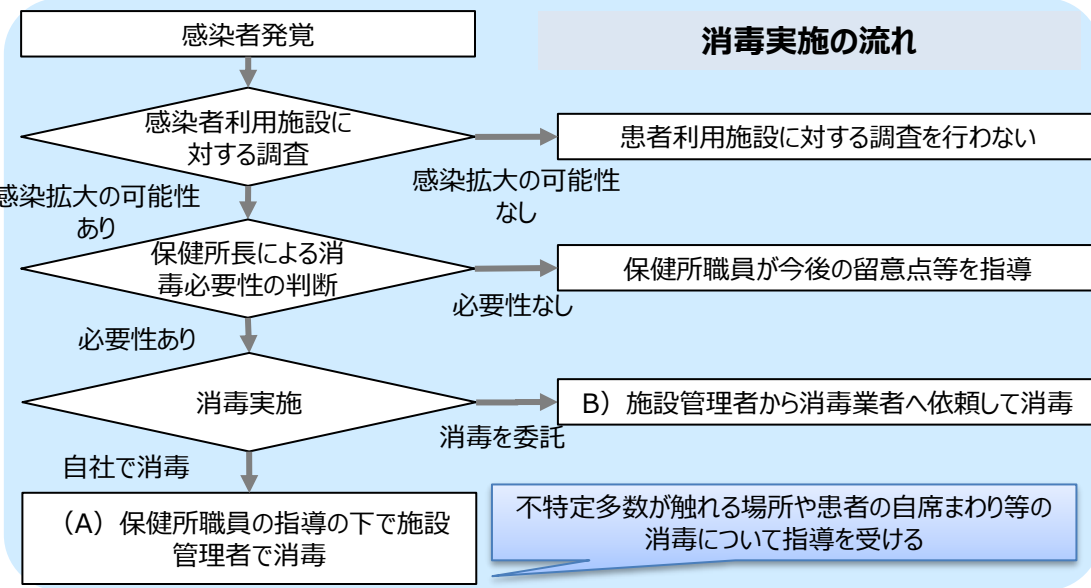 感染者発覚
消毒実施の流れ
感染者利用施設に
対する調査
患者利用施設に対する調査を行わない
感染拡大の可能性
なし
感染拡大の可能性
あり
保健所長による消
毒必要性の判断
保健所職員が今後の留意点等を指導
必要性なし
必要性あり
消毒実施
B）施設管理者から消毒業者へ依頼して消毒
消毒を委託
自社で消毒
（A）保健所職員の指導の下で施設
管理者で消毒
不特定多数が触れる場所や患者の自席まわり等の
消毒について指導を受ける